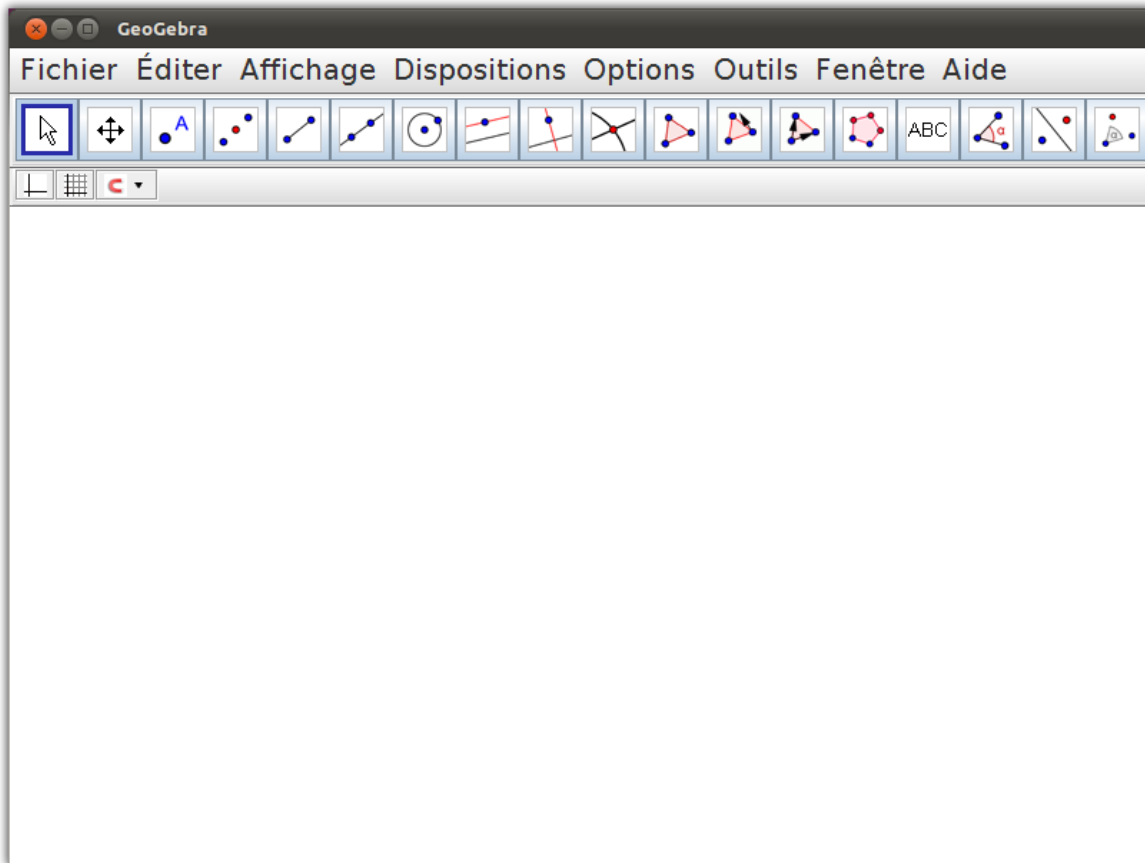 GeoGebra
Fichier Éditer Affichage Dispositions Options Outils Fenêtre Aide
A ABC α α